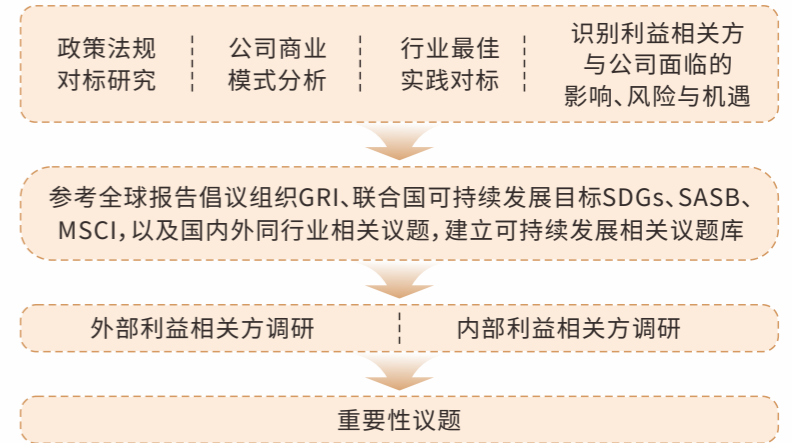 政策法规
对标研究
公司商业
模式分析
行业最佳
实践对标
识别利益相关方
与公司面临的
影响、风险与机遇
参考全球报告倡议组织GRI、联合国可持续发展目标SDGs、SASB、
MSCI,以及国内外同行业相关议题,建立可持续发展相关议题库
外部利益相关方调研
内部利益相关方调研
重要性议题